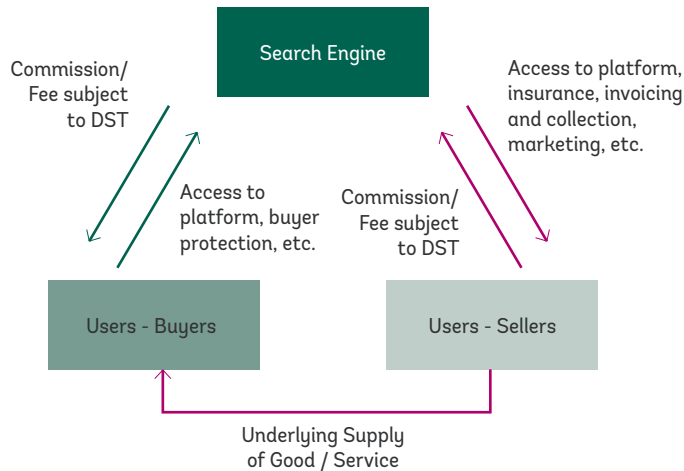 Search Engine
Commission/
Fee subject
to DST
Access to platform,
insurance, invoicing
and collection,
marketing, etc.
Access to
platform, buyer
protection, etc.
Commission/
Fee subject
to DST
Users - Buyers
Users - Sellers
Underlying Supply
of Good / Service